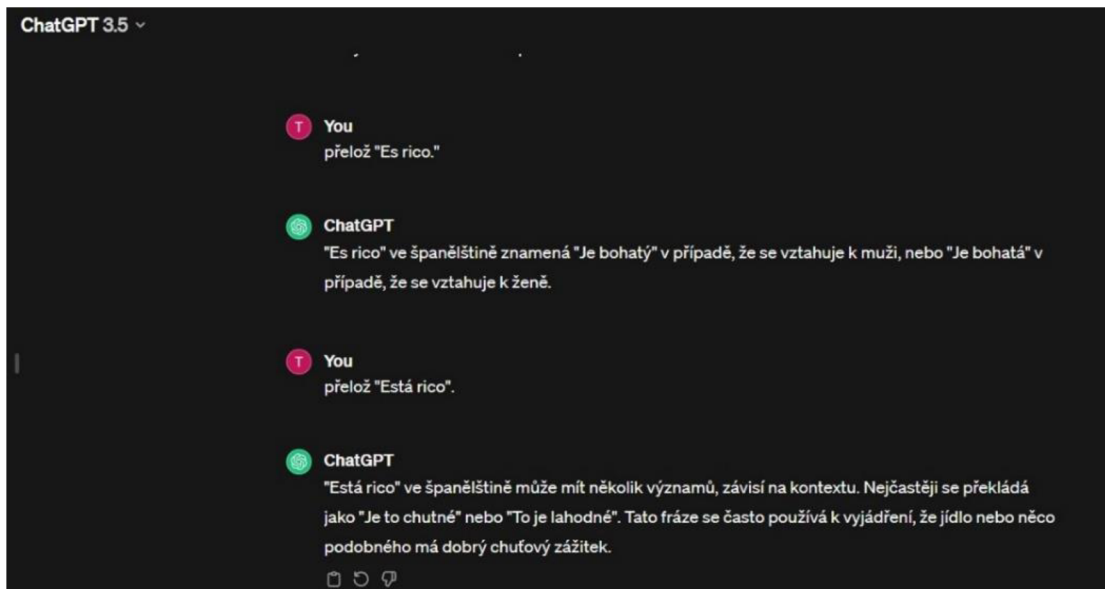 ChatGPT 3.5
You
přelož "Es rico."
ChatGPT
"Es rico" ve španělštině znamená "Je bohatý" v případě, že se vztahuje k muži, nebo "Je bohatá" v
případě, že se vztahuje k ženě.
You
přelož "Está rico".
ChatGPT
"Está rico" ve španělštině může mít několik významů, závisí na kontextu. Nejčastěji se překládá
jako "Je to chutné" nebo "To je lahodné". Tato fráze se často používá k vyjádření, že jídlo nebo něco
podobného má dobrý chuťový zážitek.